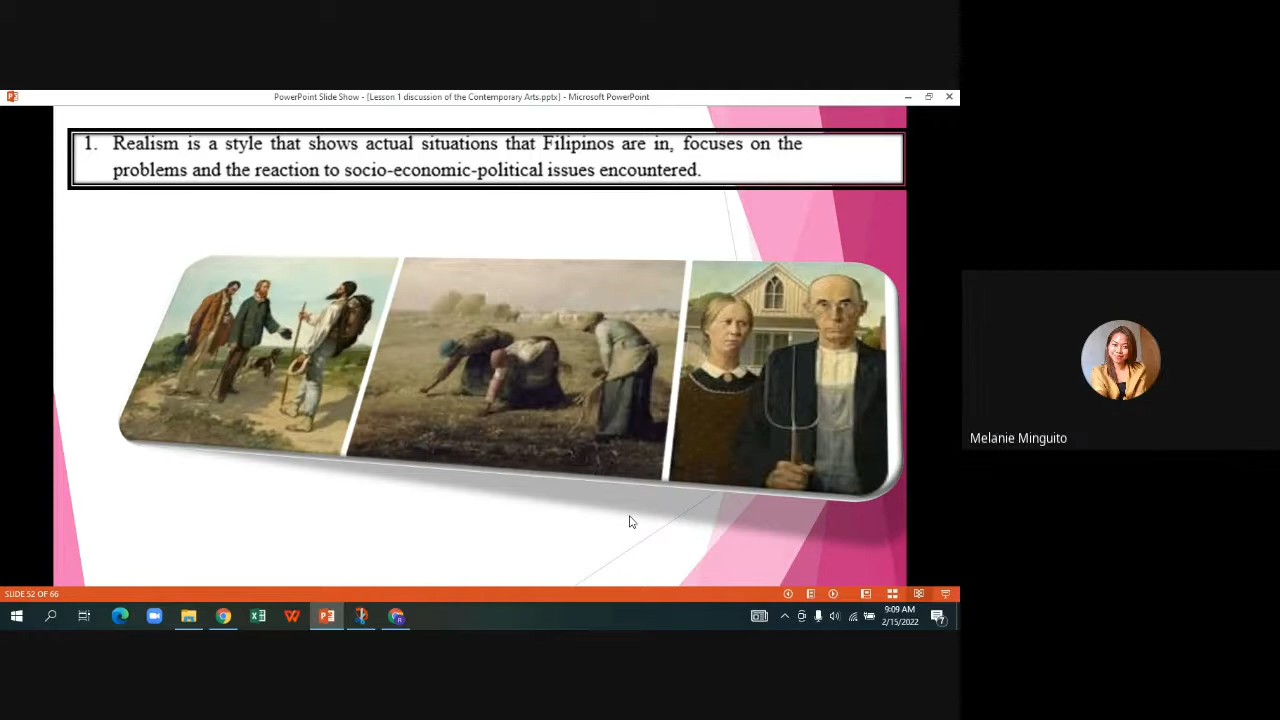 PowerPoint Slide Show - [Lesson 1 discussion of the Contemporary Arts.pptx] - Microsoft PowerPoint
1. Realism is a style that shows actual situations that Filipinos are in, focuses on the
problems and the reaction to socio-economic-political issues encountered.
Melanie Minguito
SLIDE 52 OF 66
9:09 AM
2/15/2022
7